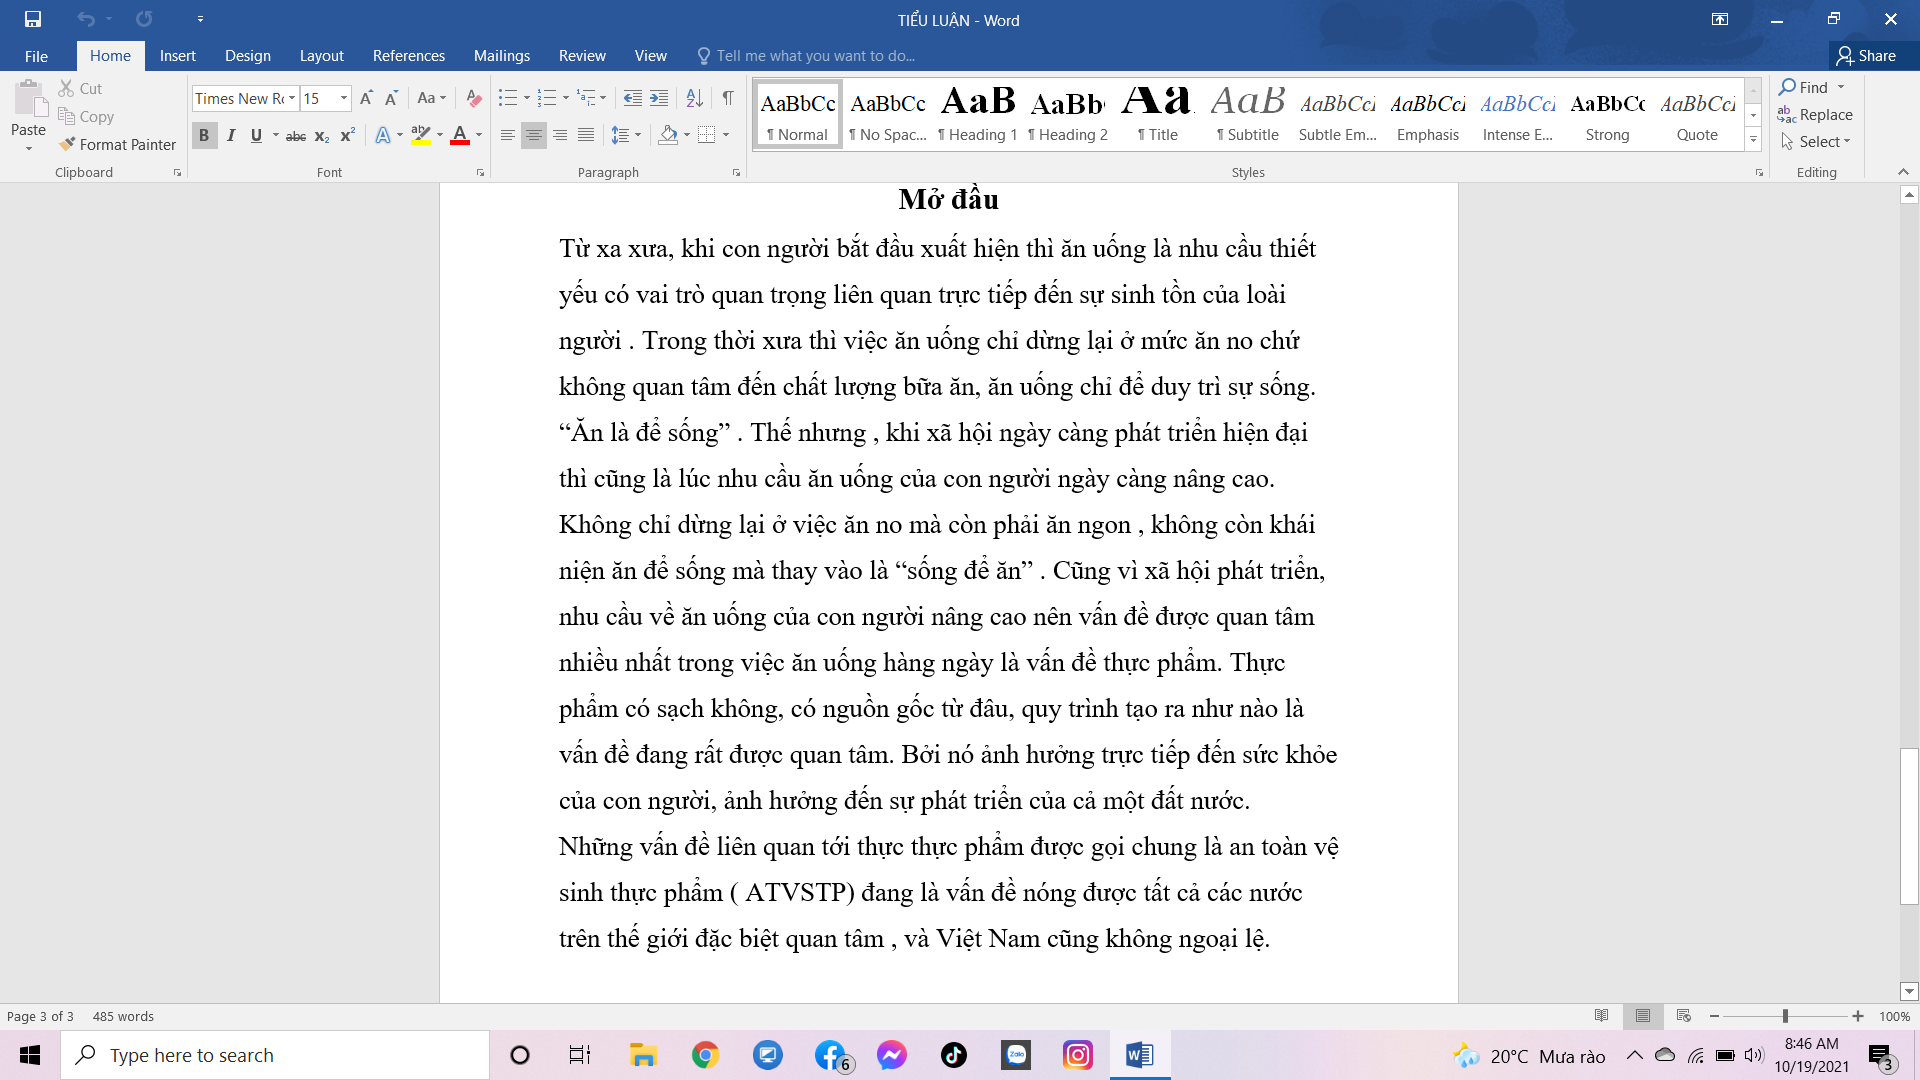 TIỂU LUẬN - Word
File Home Insert Design Layout References Mailings Review View Tell me what you want to do... Share
Paste Cut Copy Format Painter Clipboard
Times New Ro 15 Aa B I U abc x₂ x² A ab A Font
Paragraph
AaBbCc AaBbCc AaB AaBb Aa AaB AaBbCcI AaBbCcI AaBbCcI AaBbCc AaBbCcI
¶ Normal ¶ No Spac... ¶ Heading 1 ¶ Heading 2 ¶ Title ¶ Subtitle Subtle Em... Emphasis Intense E... Strong Quote
Styles
Find Replace Select Editing
Mở đầu
Từ xa xưa, khi con người bắt đầu xuất hiện thì ăn uống là nhu cầu thiết
yếu có vai trò quan trọng liên quan trực tiếp đến sự sinh tồn của loài
người . Trong thời xưa thì việc ăn uống chỉ dừng lại ở mức ăn no chứ
không quan tâm đến chất lượng bữa ăn, ăn uống chỉ để duy trì sự sống.
“Ăn là để sống” . Thế nhưng , khi xã hội ngày càng phát triển hiện đại
thì cũng là lúc nhu cầu ăn uống của con người ngày càng nâng cao.
Không chỉ dừng lại ở việc ăn no mà còn phải ăn ngon , không còn khái
niện ăn để sống mà thay vào là “sống để ăn” . Cũng vì xã hội phát triển,
nhu cầu về ăn uống của con người nâng cao nên vấn đề được quan tâm
nhiều nhất trong việc ăn uống hàng ngày là vấn đề thực phẩm. Thực
phẩm có sạch không, có nguồn gốc từ đâu, quy trình tạo ra như nào là
vấn đề đang rất được quan tâm. Bởi nó ảnh hưởng trực tiếp đến sức khỏe
của con người, ảnh hưởng đến sự phát triển của cả một đất nước.
Những vấn đề liên quan tới thực thực phẩm được gọi chung là an toàn vệ
sinh thực phẩm ( ATVSTP) đang là vấn đề nóng được tất cả các nước
trên thế giới đặc biệt quan tâm , và Việt Nam cũng không ngoại lệ.
Page 3 of 3 485 words 100%
Type here to search 6 Zalo 20°C Mưa rào 8:46 AM
10/19/2021 3